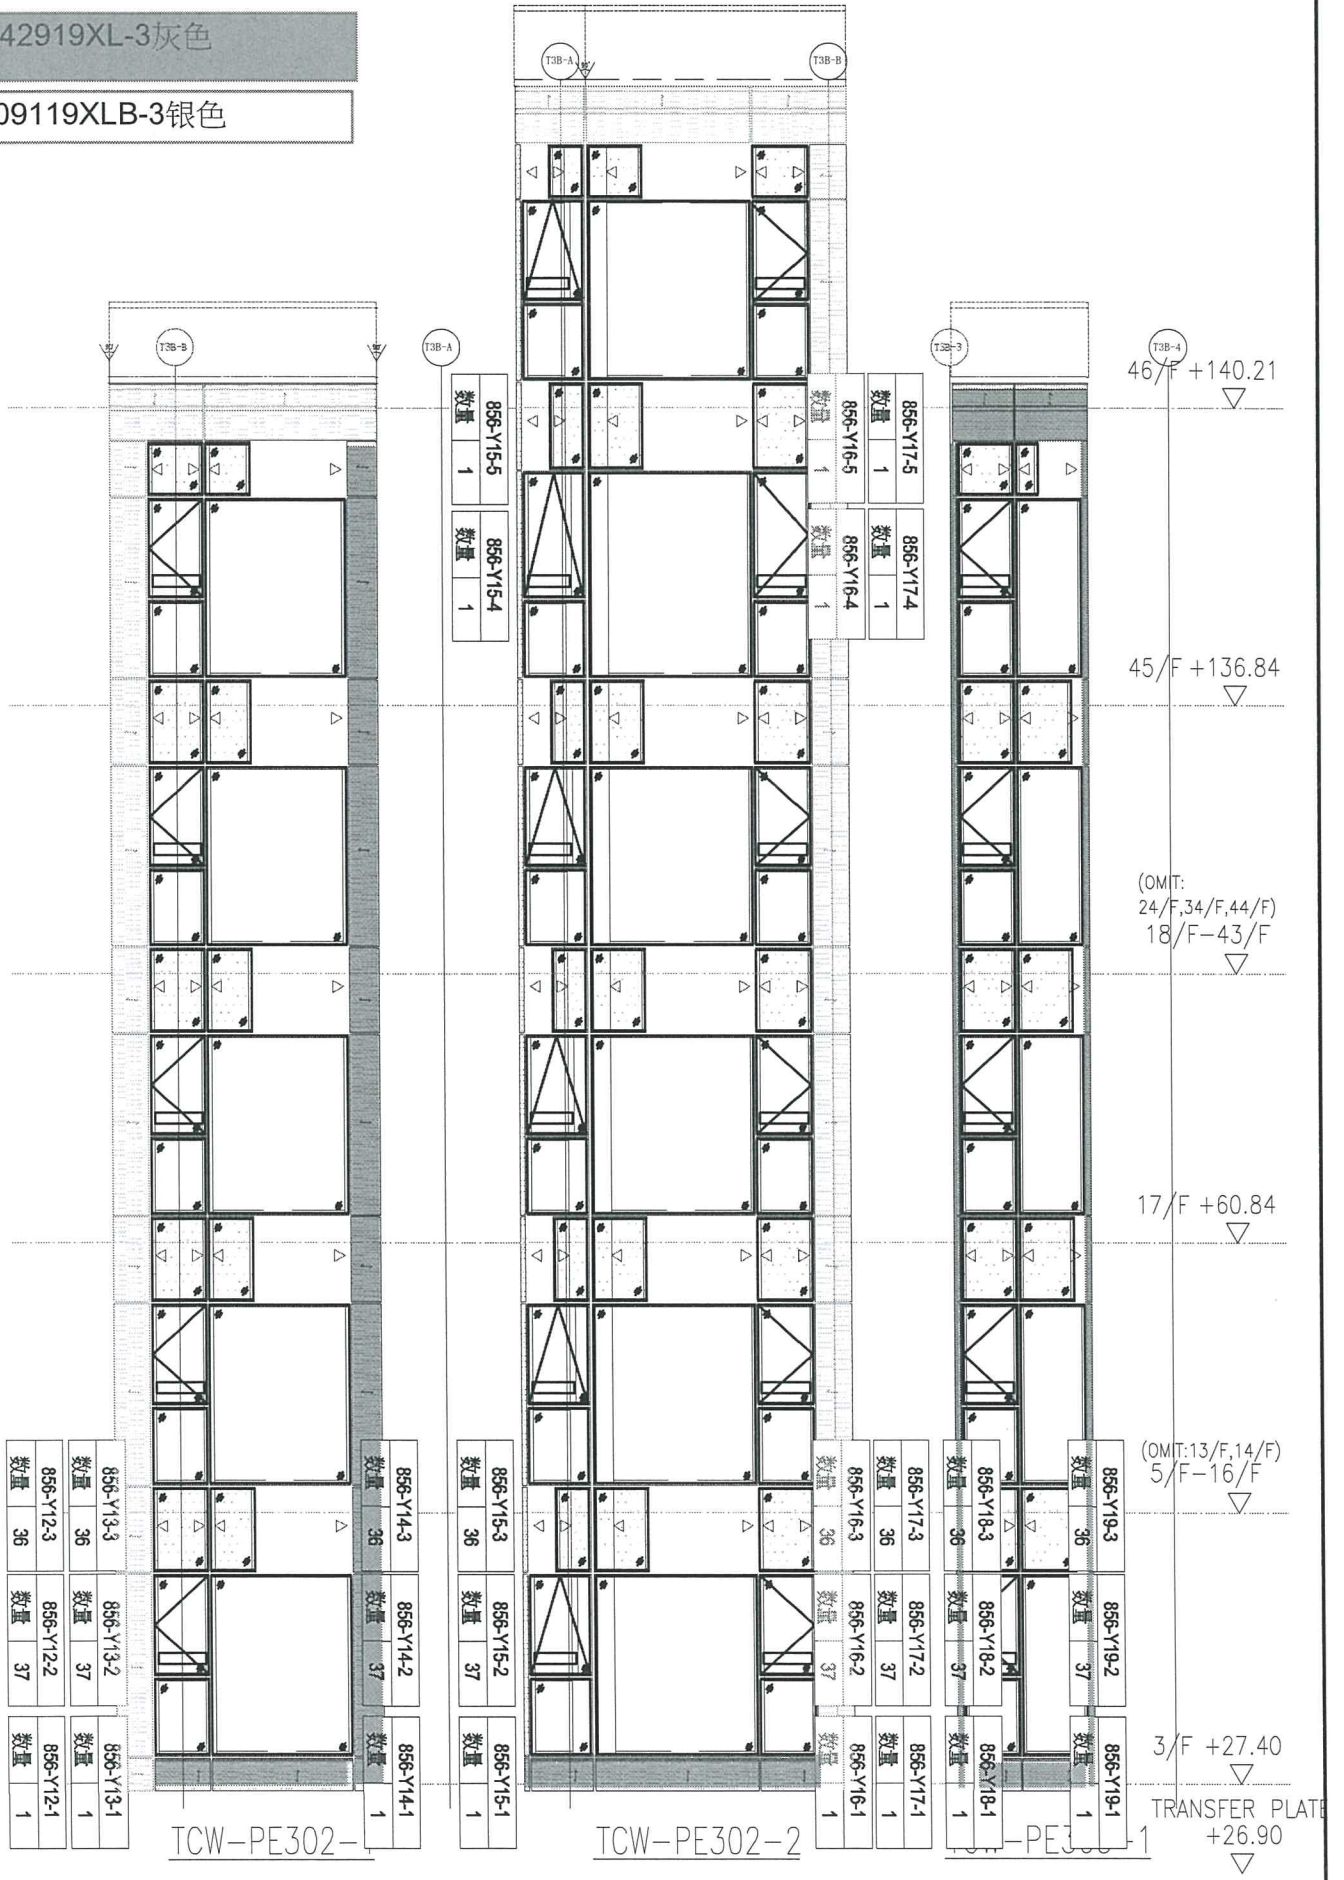 42919XL-3灰色
09119XLB-3银色
T3B-A
T3B-B
T3B-B
T3B-A
T3B-4
46/F +140.21
856-Y15-5
数量 1
856-Y16-5
数量 1
856-Y17-5
数量 1
856-Y15-4
数量 1
856-Y16-4
数量 1
856-Y17-4
数量 1
45/F +136.84
(OMIT:
24/F,34/F,44/F)
18/F-43/F
17/F +60.84
(OMIT:13/F,14/F)
5/F-16/F
856-Y12-3
数量 36
856-Y13-3
数量 36
856-Y14-3
数量 36
856-Y15-3
数量 36
856-Y16-3
数量 36
856-Y17-3
数量 36
856-Y18-3
数量 36
856-Y19-3
数量 36
856-Y12-2
数量 37
856-Y13-2
数量 37
856-Y14-2
数量 37
856-Y15-2
数量 37
856-Y16-2
数量 37
856-Y17-2
数量 37
856-Y18-2
数量 37
856-Y19-2
数量 37
856-Y12-1
数量 1
856-Y13-1
数量 1
856-Y14-1
数量 1
856-Y15-1
数量 1
856-Y16-1
数量 1
856-Y17-1
数量 1
856-Y18-1
数量 1
856-Y19-1
数量 1
3/F +27.40
TRANSFER PLATE
+26.90
TCW-PE302-
TCW-PE302-2